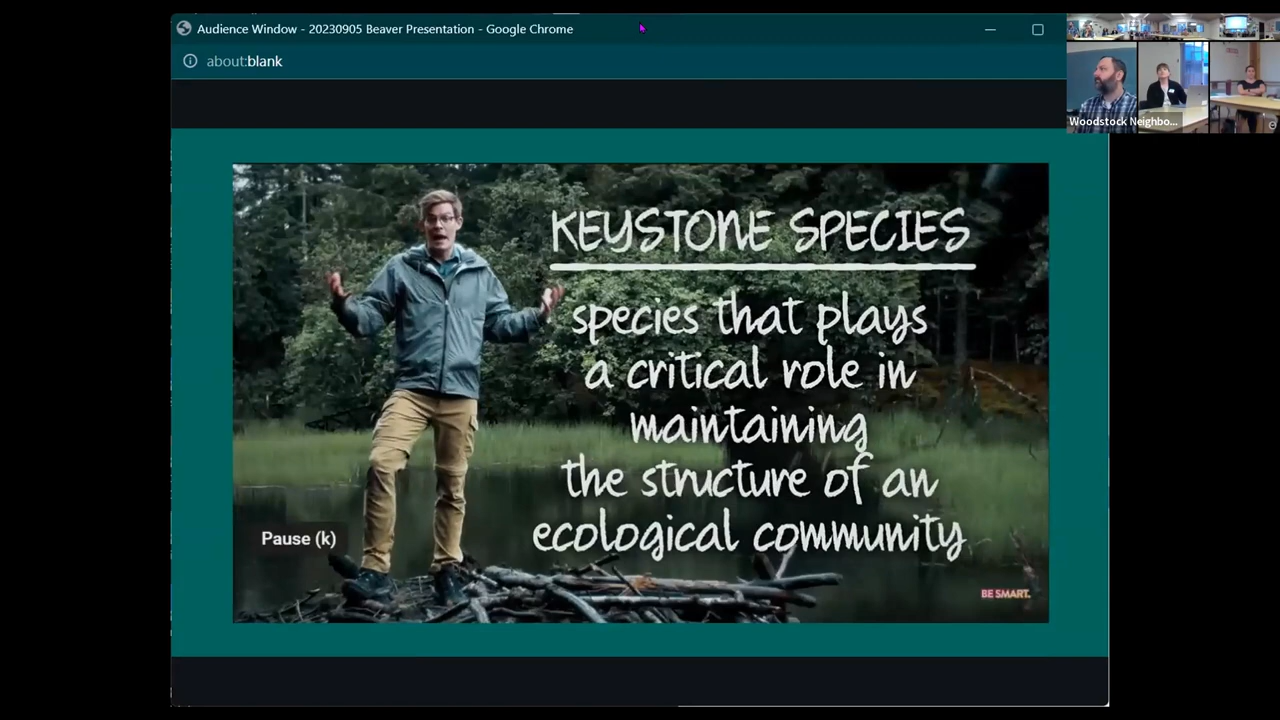 Audience Window - 20230905 Beaver Presentation - Google Chrome
about:blank
Woodstock Neighbo...
KEYSTONE SPECIES
species that plays
a critical role in
maintaining
the structure of an
ecological community
Pause (k)
BE SMART.